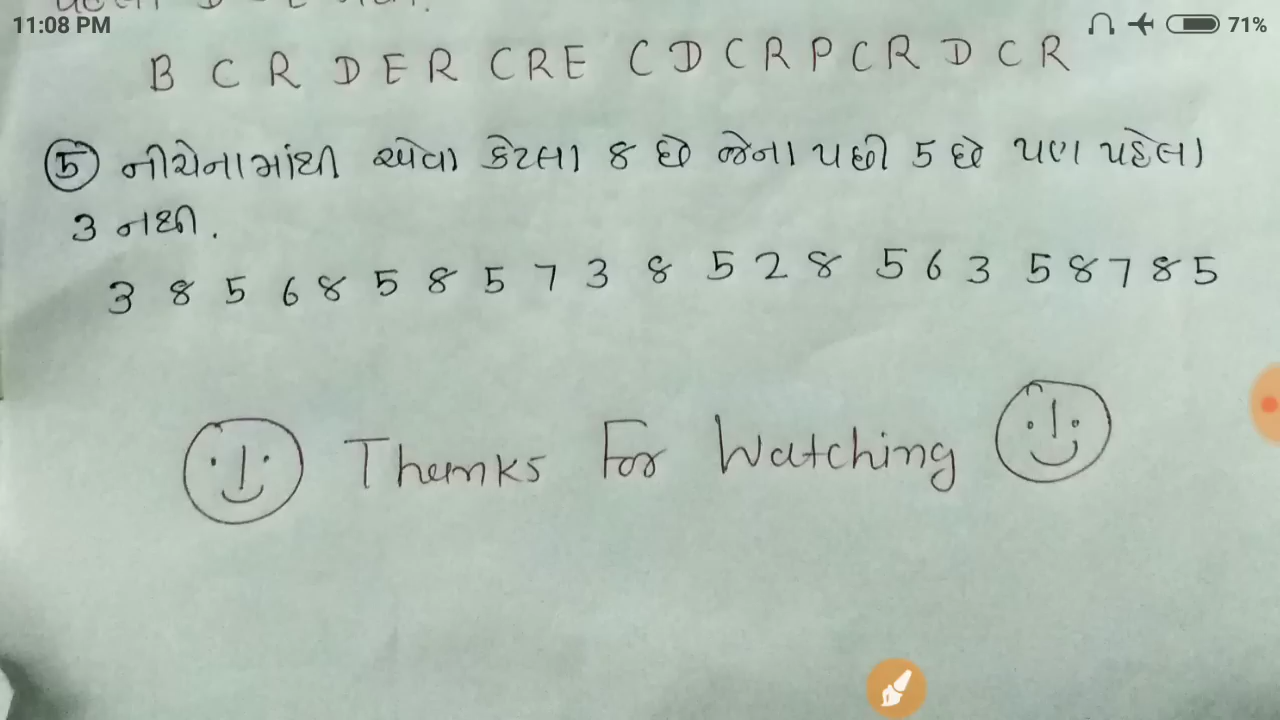 11:08 PM 71%
B C R D E R C R E C D C R P C R D C R
5 નીચેનામાંથી એવા કેટલા 8 છે જેના પછી 5 છે પણ પહેલા
3 નથી.
3 8 5 6 8 5 8 5 7 3 8 5 2 8 5 6 3 5 8 7 8 5
Thanks For Watching